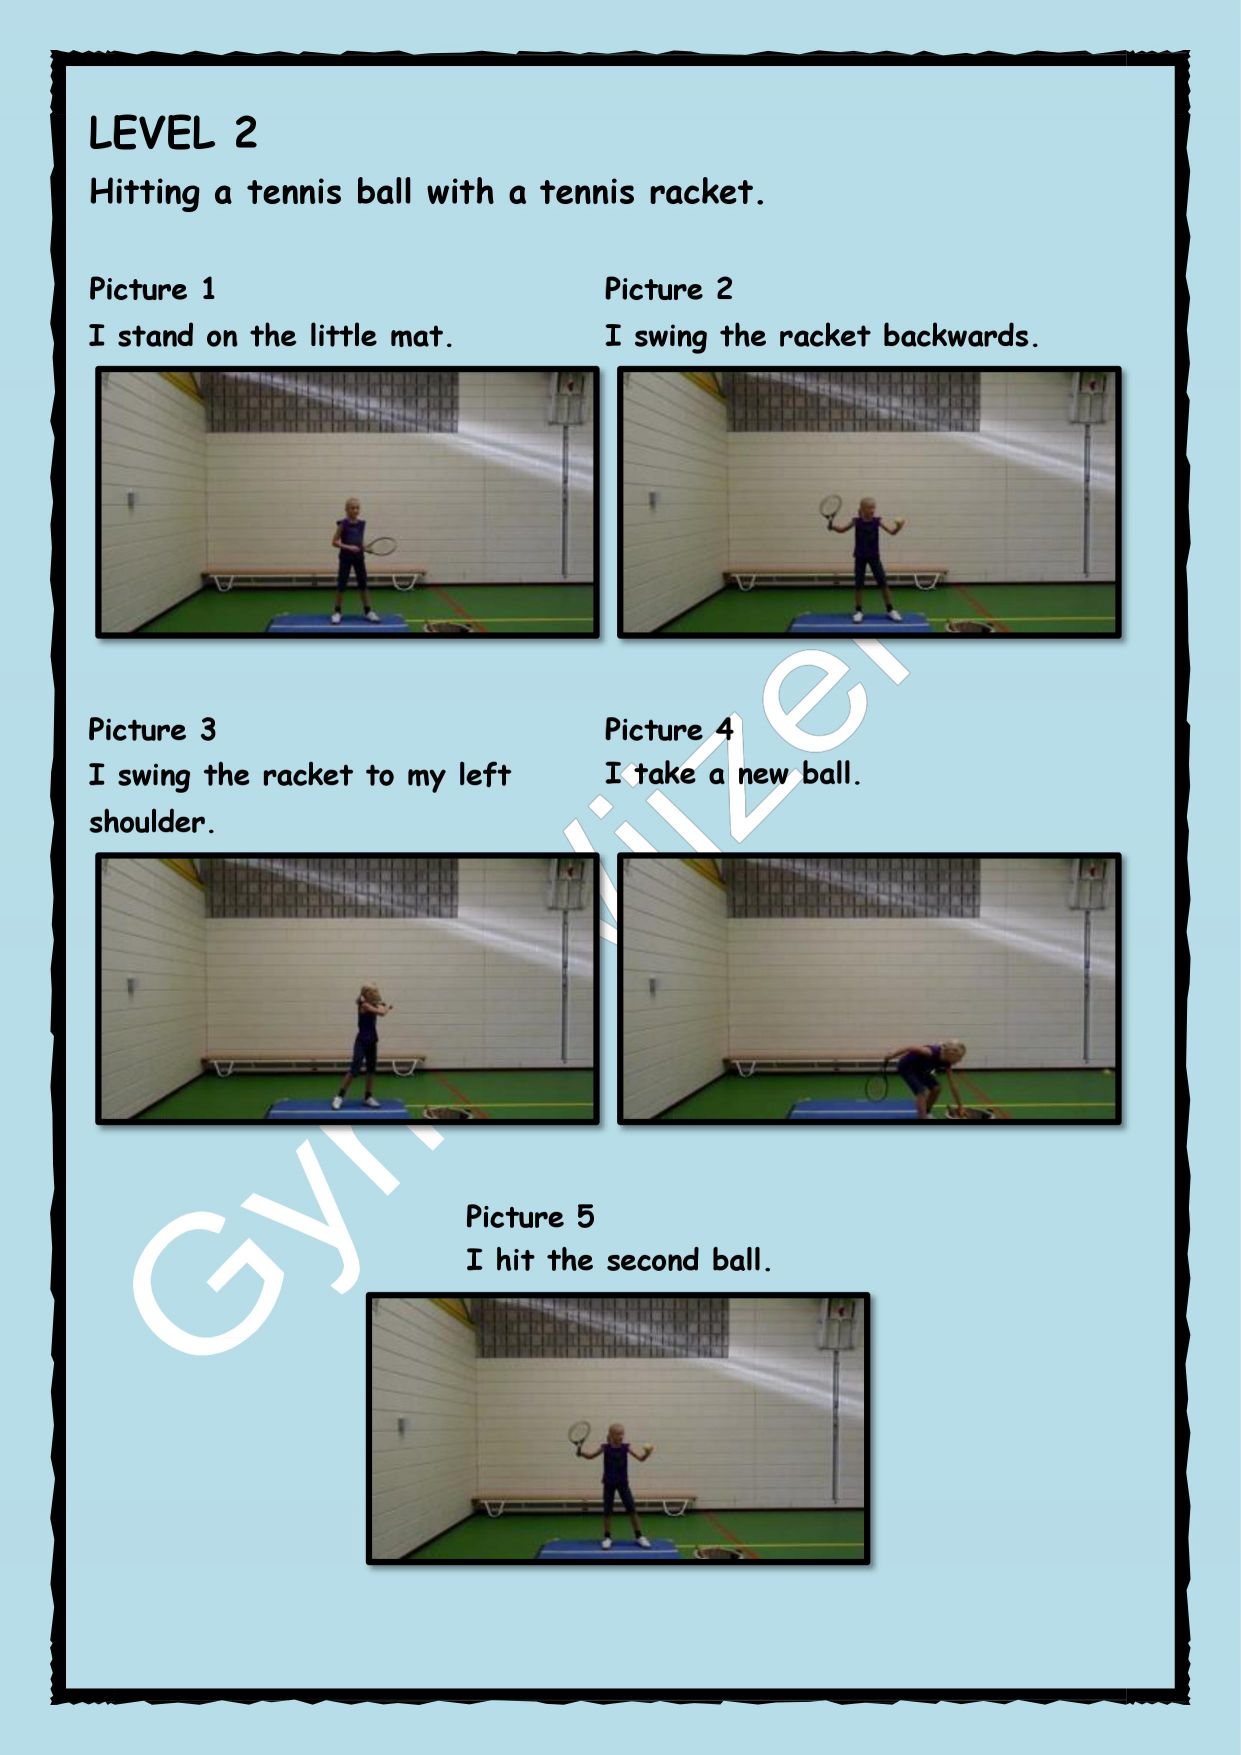 LEVEL 2
Hitting a tennis ball with a tennis racket.
Picture 1
I stand on the little mat.
Picture 2
I swing the racket backwards.
Picture 3
I swing the racket to my left
shoulder.
Picture 4
I take a new ball.
Picture 5
I hit the second ball.